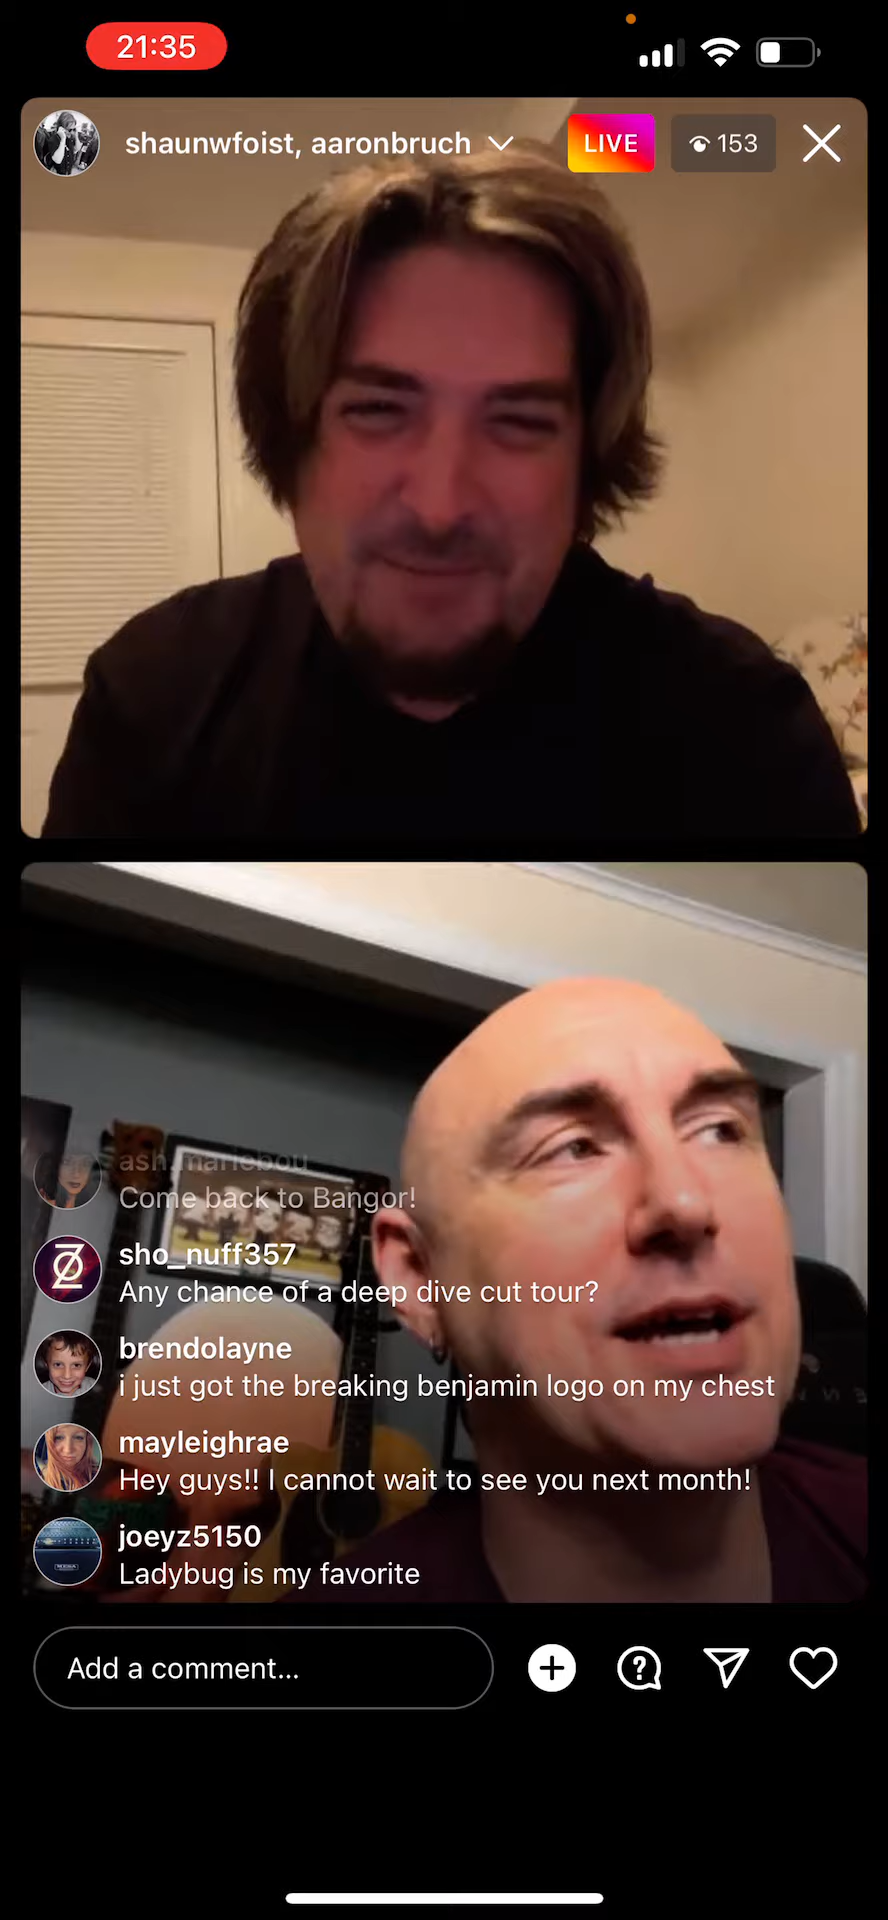 21:35
shaunwfoist, aaronbruch
LIVE
153
ash.mariebou
Come back to Bangor!
sho_nuff357
Any chance of a deep dive cut tour?
brendolayne
i just got the breaking benjamin logo on my chest
mayleighrae
Hey guys!! I cannot wait to see you next month!
joeyz5150
Ladybug is my favorite
Add a comment...